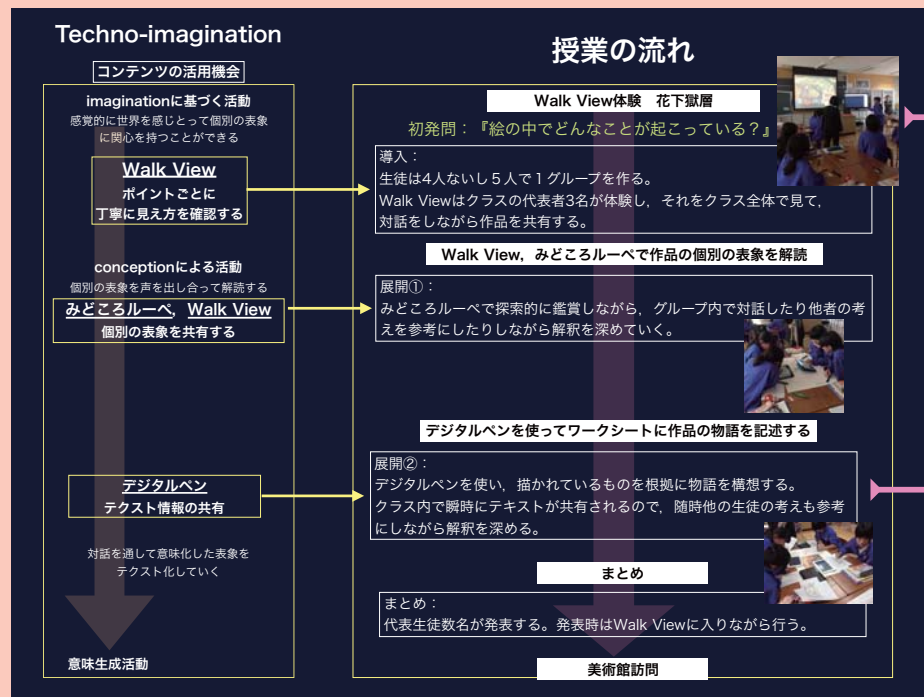 Techno-imagination
コンテンツの活用機会
imaginationに基づく活動
感覚的に世界を感じとって個別の表象
に関心を持つことができる
Walk View
ポイントごとに
丁寧に見え方を確認する
conceptionによる活動
個別の表象を声を出し合って解読する
みどころルーペ，Walk View
個別の表象を共有する
デジタルペン
テクスト情報の共有
対話を通して意味化した表象を
テクスト化していく
意味生成活動
授業の流れ
Walk View体験　花下獄層
初発問：『絵の中でどんなことが起こっている？』
導入：
生徒は4人ないし５人で１グループを作る。
Walk Viewはクラスの代表者3名が体験し，それをクラス全体で見て，
対話をしながら作品を共有する。
Walk View，みどころルーペで作品の個別の表象を解読
展開①：
みどころルーペで探索的に鑑賞しながら，グループ内で対話したり他者の考
えを参考にしたりしながら解釈を深めていく。
デジタルペンを使ってワークシートに作品の物語を記述する
展開②：
デジタルペンを使い，描かれているものを根拠に物語を構想する。
クラス内で瞬時にテキストが共有されるので，随時他の生徒の考えも参考
にしながら解釈を深める。
まとめ
まとめ：
代表生徒数名が発表する。発表時はWalk Viewに入りながら行う。
美術館訪問